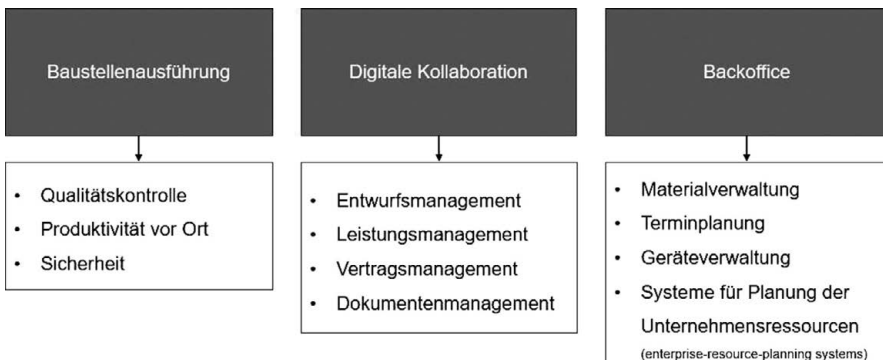 Baustellenausführung
Digitale Kollaboration
Backoffice
• Qualitätskontrolle
• Produktivität vor Ort
• Sicherheit
• Entwurfsmanagement
• Leistungsmanagement
• Vertragsmanagement
• Dokumentenmanagement
• Materialverwaltung
• Terminplanung
• Geräteverwaltung
• Systeme für Planung der
Unternehmensressourcen
(enterprise-resource-planning systems)